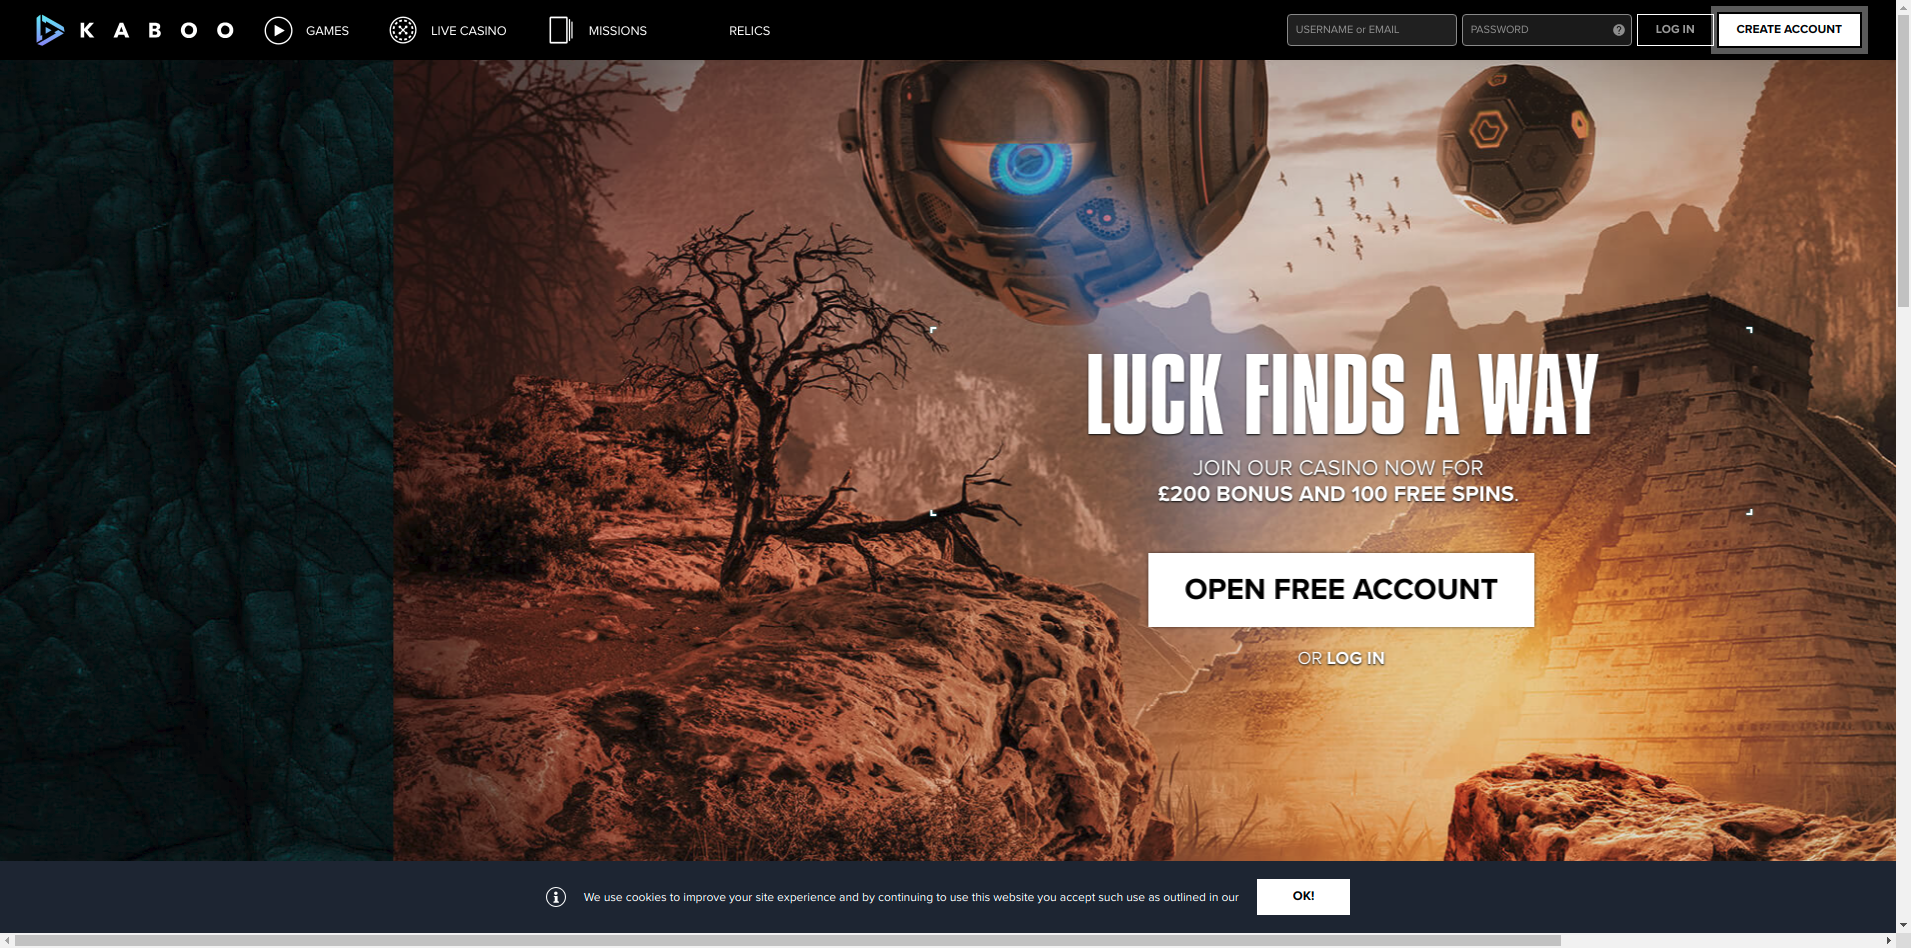 KABOO
GAMES
LIVE CASINO
MISSIONS
RELICS
USERNAME or EMAIL
PASSWORD
?
LOG IN
CREATE ACCOUNT
LUCK FINDS A WAY
JOIN OUR CASINO NOW FOR
£200 BONUS AND 100 FREE SPINS.
OPEN FREE ACCOUNT
OR LOG IN
We use cookies to improve your site experience and by continuing to use this website you accept such use as outlined in our
OK!